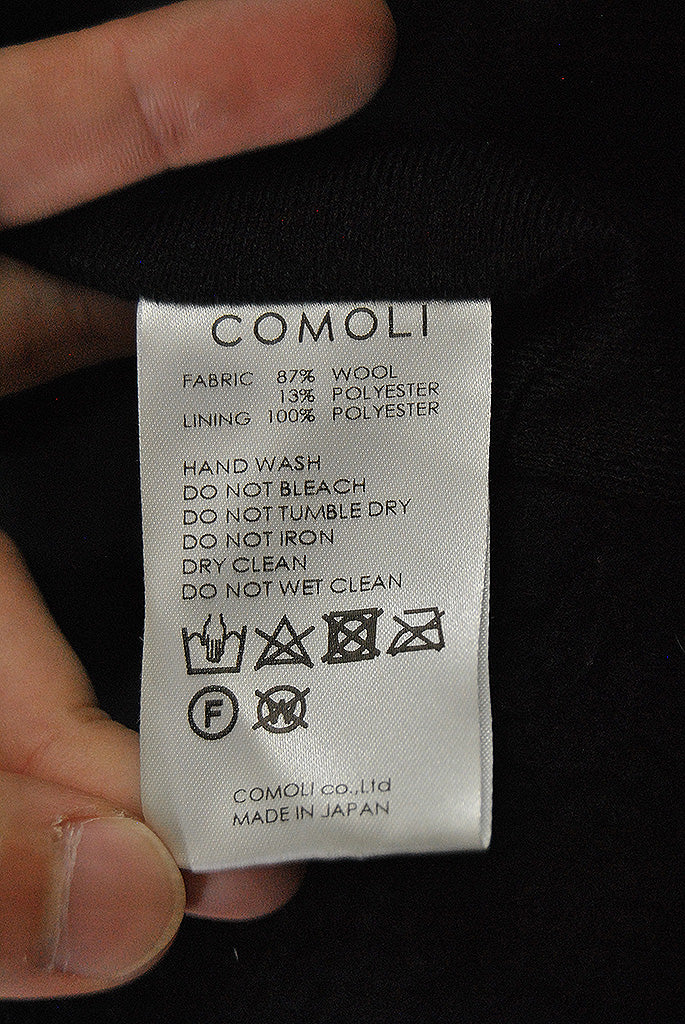 COMOLI
FABRIC 87% WOOL
13% POLYESTER
LINING 100% POLYESTER
HAND WASH
DO NOT BLEACH
DO NOT TUMBLE DRY
DO NOT IRON
DRY CLEAN
DO NOT WET CLEAN
F W
COMOLI co.,Ltd
MADE IN JAPAN